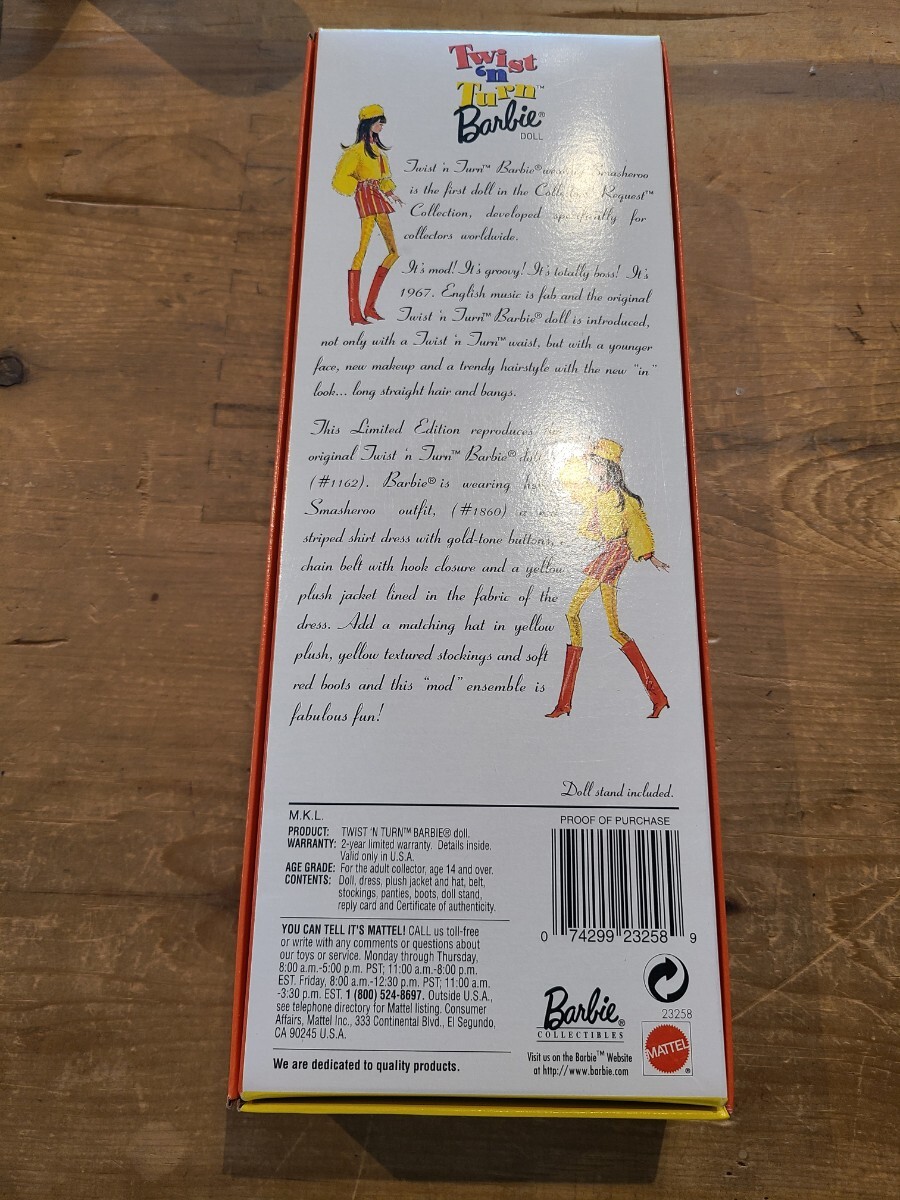 Twist
'n
Turn™
Barbie®
DOLL
Twist 'n Turn™ Barbie® Smasheroo
is the first doll in the Request™
Collection, developed specifically for
collectors worldwide.
It's mod! It's groovy! It's totally boss! It's
1967. English music is fab and the original
Twist 'n Turn™ Barbie® doll is introduced,
not only with a Twist 'n Turn™ waist, but with a younger
face, new makeup and a trendy hairstyle with the new "in"
look... long straight hair and bangs.
This Limited Edition reproduces
original Twist 'n Turn™ Barbie®
(#1162). Barbie® is wearing
Smasheroo outfit, (#1860) a
striped shirt dress with gold-tone buttons,
chain belt with hook closure and a yellow
plush jacket lined in the fabric of the
dress. Add a matching hat in yellow
plush, yellow textured stockings and soft
red boots and this "mod" ensemble is
fabulous fun!
Doll stand included.
M.K.L.
PRODUCT: TWIST 'N TURN™ BARBIE® doll.
WARRANTY: 2-year limited warranty. Details inside.
Valid only in U.S.A.
AGE GRADE: For the adult collector, age 14 and over.
CONTENTS: Doll, dress, plush jacket and hat, belt,
stockings, panties, boots, doll stand,
reply card and Certificate of authenticity.
YOU CAN TELL IT'S MATTEL! CALL us toll-free
or write with any comments or questions about
our toys or service. Monday through Thursday,
8:00 a.m.-5:00 p.m. PST; 11:00 a.m.-8:00 p.m.
EST. Friday, 8:00 a.m.-12:30 p.m. PST; 11:00 a.m.
-3:30 p.m. EST. 1 (800) 524-8697. Outside U.S.A.,
see telephone directory for Mattel listing. Consumer
Affairs, Mattel Inc., 333 Continental Blvd., El Segundo,
CA 90245 U.S.A.
We are dedicated to quality products.
PROOF OF PURCHASE
0 74299 23258 9
23258
Barbie®
COLLECTIBLES
MATTEL®
Visit us on the Barbie™ Website
at http://www.barbie.com